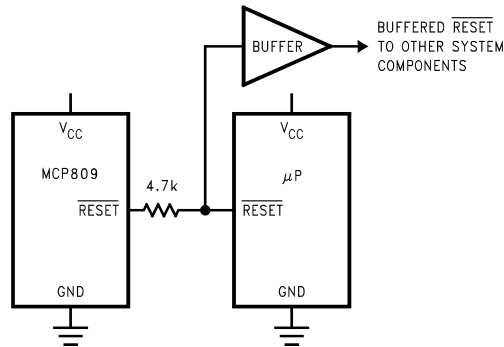 BUFFERED RESET
TO OTHER SYSTEM
COMPONENTS
BUFFER
VCC
MCP809
RESET
GND
4.7k
VCC
μP
RESET
GND